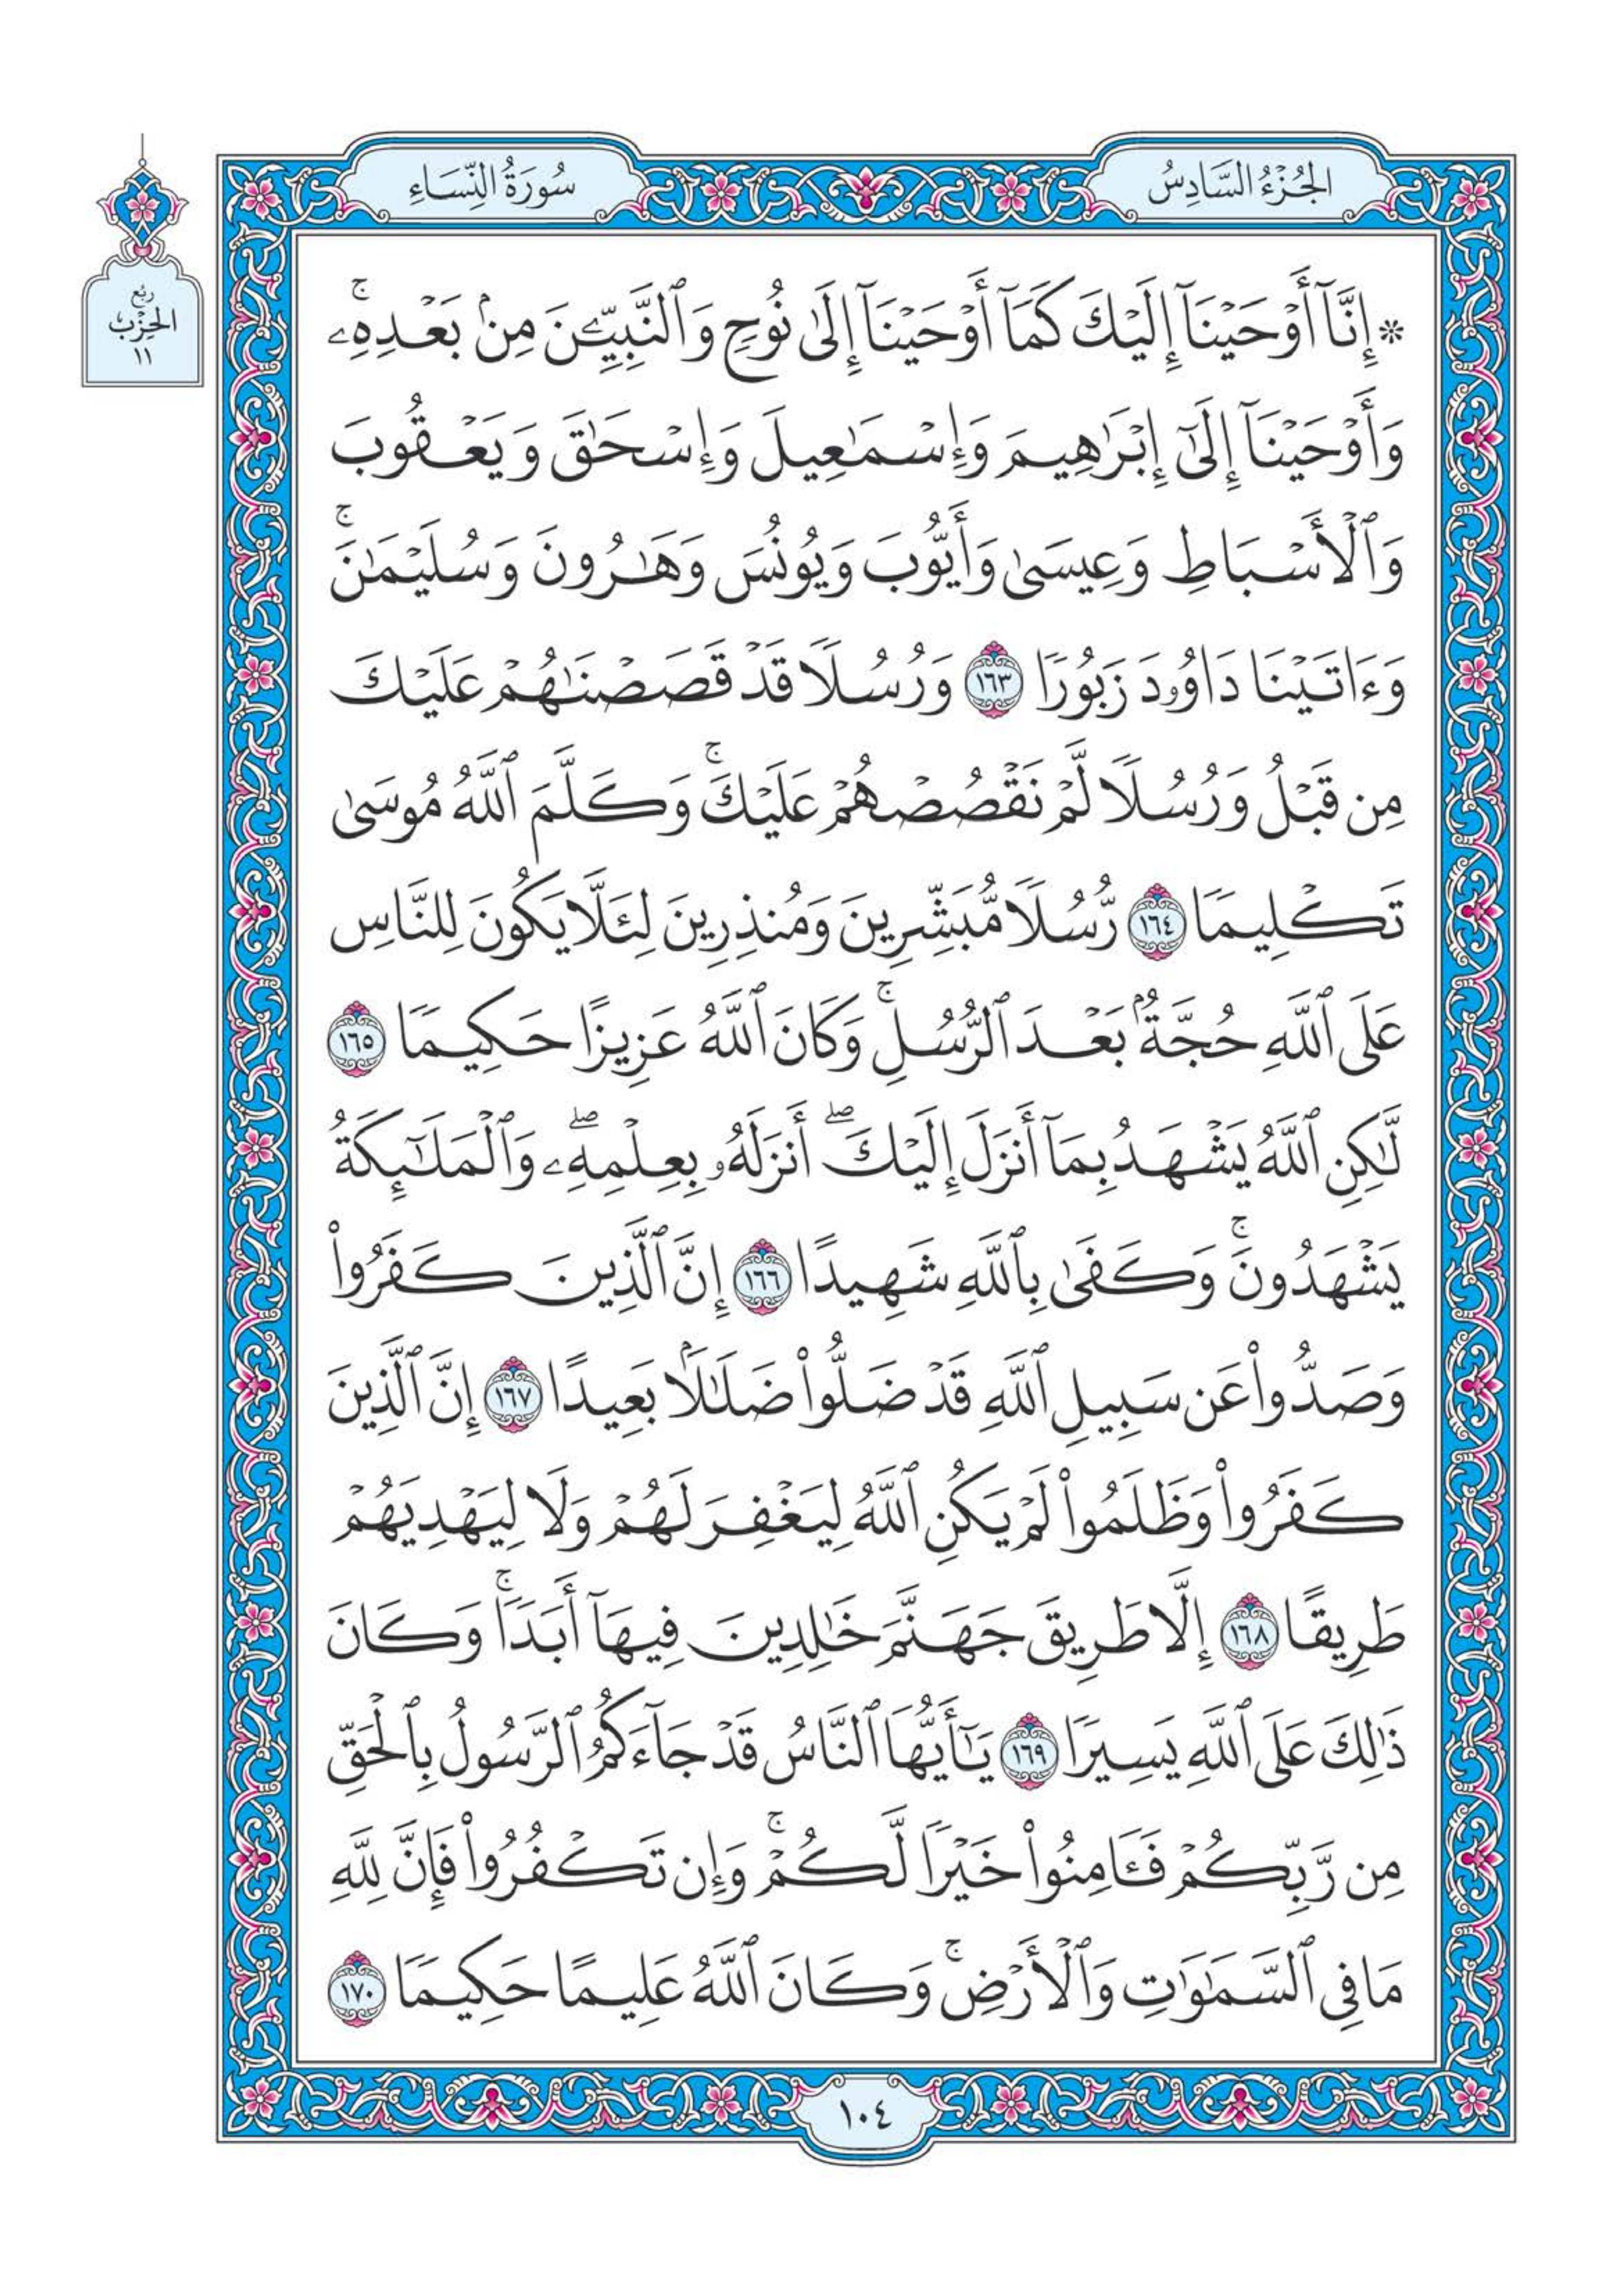 الجُزْءُ السَّادِسُ
سُورَةُ النِّسَاءِ
ربع
الحِزْب
١١
۞ إِنَّآ أَوْحَيْنَآ إِلَيْكَ كَمَآ أَوْحَيْنَآ إِلَىٰ نُوحٍ وَٱلنَّبِيِّـۧنَ مِنۢ بَعْدِهِۦۚ
وَأَوْحَيْنَآ إِلَىٰٓ إِبْرَٰهِيمَ وَإِسْمَٰعِيلَ وَإِسْحَٰقَ وَيَعْقُوبَ
وَٱلْأَسْبَاطِ وَعِيسَىٰ وَأَيُّوبَ وَيُونُسَ وَهَٰرُونَ وَسُلَيْمَٰنَۚ
وَءَاتَيْنَا دَاوُۥدَ زَبُورًا ١٦٣ وَرُسُلًا قَدْ قَصَصْنَٰهُمْ عَلَيْكَ
مِن قَبْلُ وَرُسُلًا لَّمْ نَقْصُصْهُمْ عَلَيْكَۚ وَكَلَّمَ ٱللَّهُ مُوسَىٰ
تَكْلِيمًا ١٦٤ رُّسُلًا مُّبَشِّرِينَ وَمُنذِرِينَ لِئَلَّا يَكُونَ لِلنَّاسِ
عَلَى ٱللَّهِ حُجَّةٌۢ بَعْدَ ٱلرُّسُلِۚ وَكَانَ ٱللَّهُ عَزِيزًا حَكِيمًا ١٦٥
لَّٰكِنِ ٱللَّهُ يَشْهَدُ بِمَآ أَنزَلَ إِلَيْكَۖ أَنزَلَهُۥ بِعِلْمِهِۦۖ وَٱلْمَلَٰٓئِكَةُ
يَشْهَدُونَۚ وَكَفَىٰ بِٱللَّهِ شَهِيدًا ١٦٦ إِنَّ ٱلَّذِينَ كَفَرُوا۟
وَصَدُّوا۟ عَن سَبِيلِ ٱللَّهِ قَدْ ضَلُّوا۟ ضَلَٰلًۢا بَعِيدًا ١٦٧ إِنَّ ٱلَّذِينَ
كَفَرُوا۟ وَظَلَمُوا۟ لَمْ يَكُنِ ٱللَّهُ لِيَغْفِرَ لَهُمْ وَلَا لِيَهْدِيَهُمْ
طَرِيقًا ١٦٨ إِلَّا طَرِيقَ جَهَنَّمَ خَٰلِدِينَ فِيهَآ أَبَدًاۚ وَكَانَ
ذَٰلِكَ عَلَى ٱللَّهِ يَسِيرًا ١٦٩ يَٰٓأَيُّهَا ٱلنَّاسُ قَدْ جَآءَكُمُ ٱلرَّسُولُ بِٱلْحَقِّ
مِن رَّبِّكُمْ فَـَٔامِنُوا۟ خَيْرًا لَّكُمْۚ وَإِن تَكْفُرُوا۟ فَإِنَّ لِلَّهِ
مَا فِى ٱلسَّمَٰوَٰتِ وَٱلْأَرْضِۚ وَكَانَ ٱللَّهُ عَلِيمًا حَكِيمًا ١٧٠
١٠٤